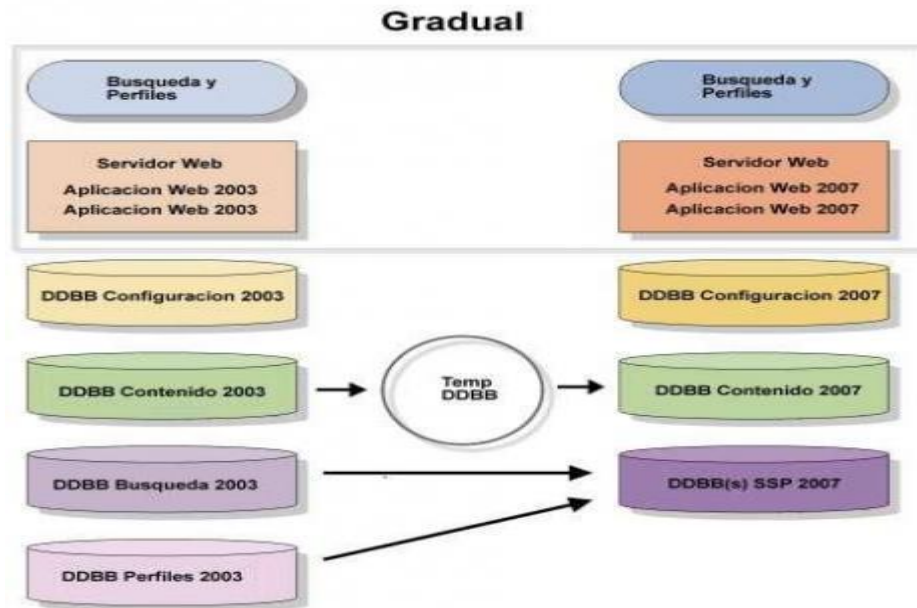 Gradual
Busqueda y
Perfiles
Servidor Web
Aplicacion Web 2003
Aplicacion Web 2003
DDBB Configuracion 2003
DDBB Contenido 2003
DDBB Busqueda 2003
DDBB Perfiles 2003
Temp
DDBB
Busqueda y
Perfiles
Servidor Web
Aplicacion Web 2007
Aplicacion Web 2007
DDBB Configuracion 2007
DDBB Contenido 2007
DDBB(s) SSP 2007